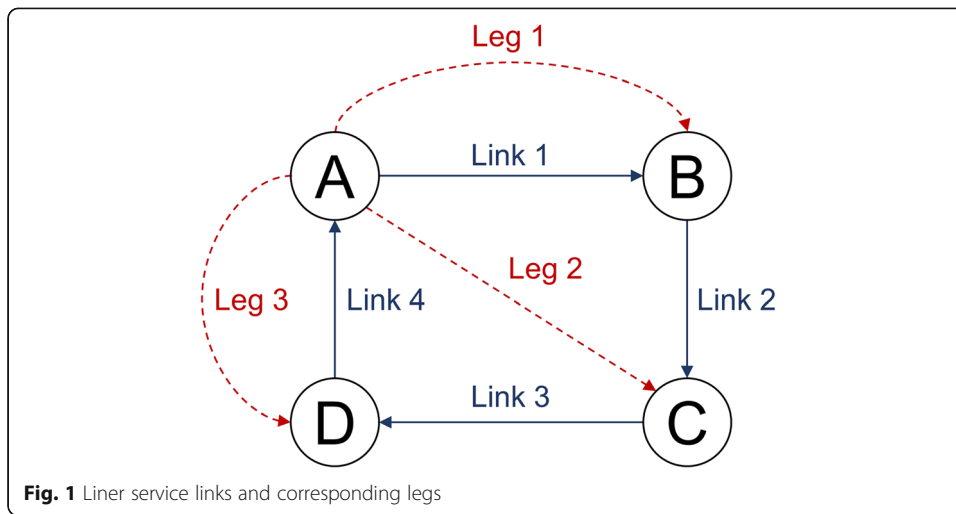 Leg 1
A
Link 1
B
Leg 2
Leg 3
Link 4
Link 2
D
Link 3
C
Fig. 1 Liner service links and corresponding legs